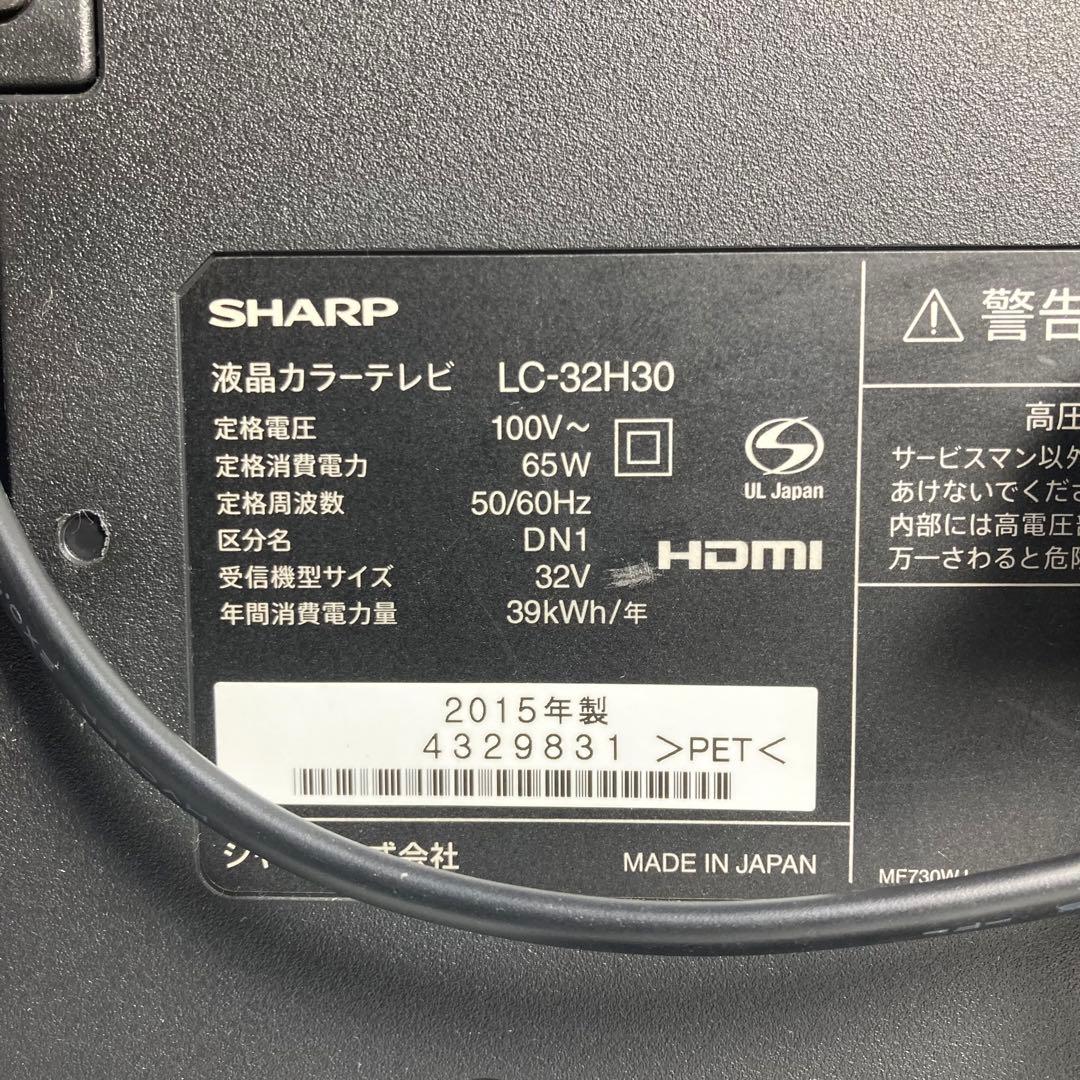 SHARP
液晶カラーテレビ LC-32H30
定格電圧 100V～
定格消費電力 65W
定格周波数 50/60Hz
区分名 DN1
受信機型サイズ 32V
年間消費電力量 39kWh/年
UL Japan
HDMI
2015年製
4329831 >PET<
MADE IN JAPAN
警告
高圧
サービスマン以外
あけないでくださ
内部には高電圧
万一さわると危険